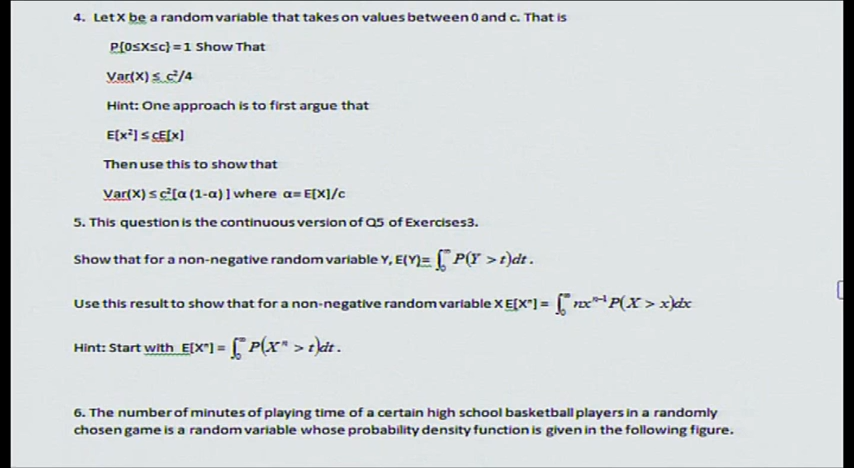 4. Let X be a random variable that takes on values between 0 and c. That is
P{0≤X≤c} = 1 Show That
Var(X) ≤ c²/4
Hint: One approach is to first argue that
E[x²] ≤ cE[x]
Then use this to show that
Var(X) ≤ c²[α (1-α) ] where α= E[X]/c
5. This question is the continuous version of Q5 of Exercises3.
Show that for a non-negative random variable Y, E(Y)= ∫₀^∞ P(Y > t)dt .
Use this result to show that for a non-negative random variable X E[Xⁿ] = ∫₀^∞ nxⁿ⁻¹ P(X > x)dx
Hint: Start with E[Xⁿ] = ∫₀^∞ P(Xⁿ > t)dt .
6. The number of minutes of playing time of a certain high school basketball players in a randomly
chosen game is a random variable whose probability density function is given in the following figure.